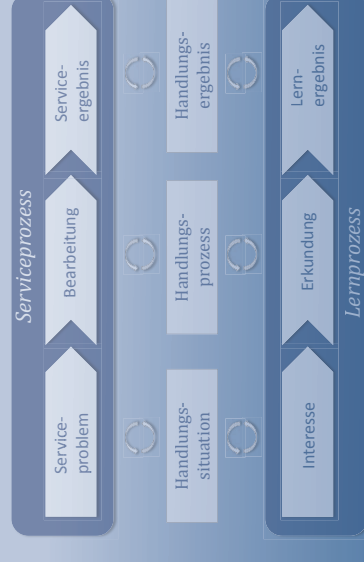 Serviceprozess
Service-
problem
Bearbeitung
Service-
ergebnis
Handlungs-
situation
Handlungs-
prozess
Handlungs-
ergebnis
Interesse
Erkundung
Lern-
ergebnis
Lernprozess